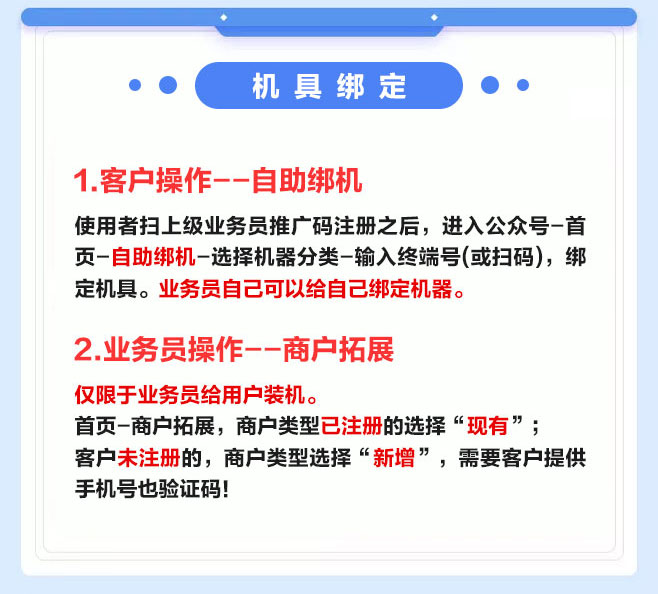 机具绑定
1.客户操作--自助绑机
使用者扫上级业务员推广码注册之后，进入公众号-首
页-自助绑机-选择机器分类-输入终端号(或扫码)，绑
定机具。业务员自己可以给自己绑定机器。
2.业务员操作--商户拓展
仅限于业务员给用户装机。
首页-商户拓展，商户类型已注册的选择“现有”；
客户未注册的，商户类型选择“新增”，需要客户提供
手机号也验证码！